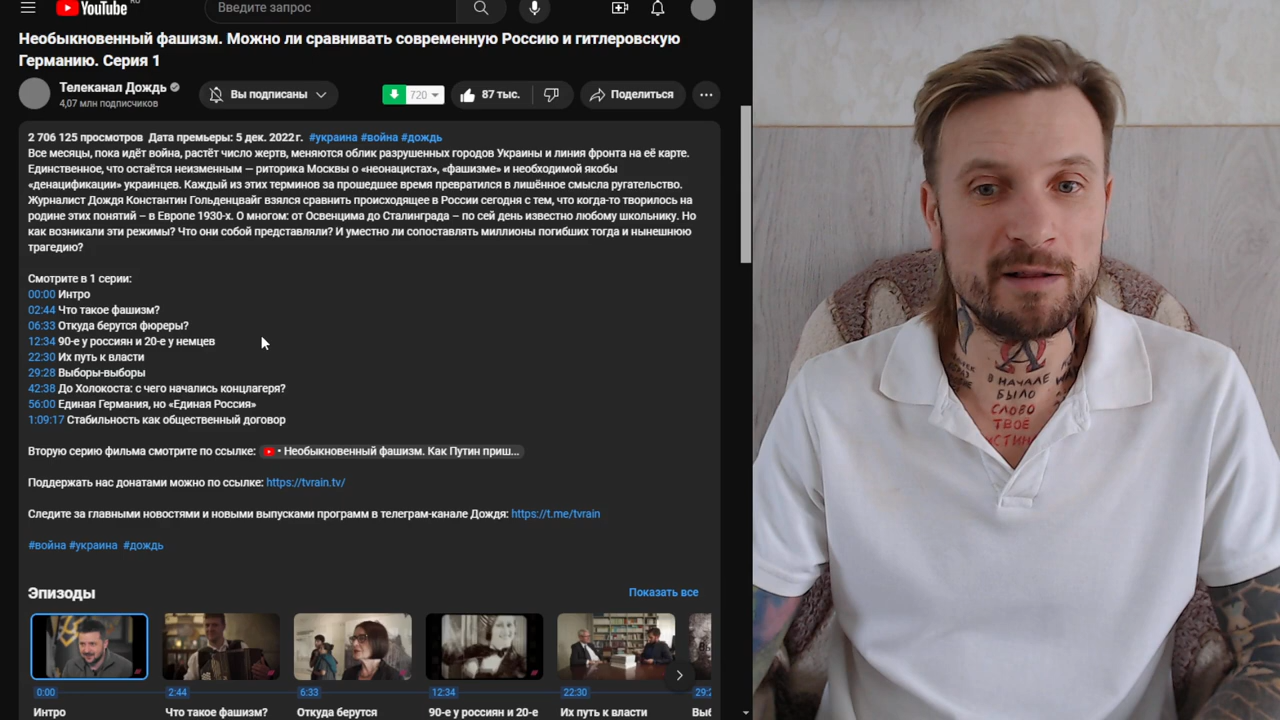 YouTube RU
Введите запрос
Необыкновенный фашизм. Можно ли сравнивать современную Россию и гитлеровскую
Германию. Серия 1
Телеканал Дождь
4,07 млн подписчиков
Вы подписаны
720
87 тыс.
Поделиться
2 706 125 просмотров Дата премьеры: 5 дек. 2022 г. #украина #война #дождь
Все месяцы, пока идёт война, растёт число жертв, меняются облик разрушенных городов Украины и линия фронта на её карте.
Единственное, что остаётся неизменным — риторика Москвы о «неонацистах», «фашизме» и необходимой якобы
«денацификации» украинцев. Каждый из этих терминов за прошедшее время превратился в лишённое смысла ругательство.
Журналист Дождя Константин Гольденцвайг взялся сравнить происходящее в России сегодня с тем, что когда-то творилось на
родине этих понятий – в Европе 1930-х. О многом: от Освенцима до Сталинграда – по сей день известно любому школьнику. Но
как возникали эти режимы? Что они собой представляли? И уместно ли сопоставлять миллионы погибших тогда и нынешнюю
трагедию?
Смотрите в 1 серии:
00:00 Интро
02:44 Что такое фашизм?
06:33 Откуда берутся фюреры?
12:34 90-е у россиян и 20-е у немцев
22:30 Их путь к власти
29:28 Выборы-выборы
42:38 До Холокоста: с чего начались концлагеря?
56:00 Единая Германия, но «Единая Россия»
1:09:17 Стабильность как общественный договор
Вторую серию фильма смотрите по ссылке: • Необыкновенный фашизм. Как Путин приш...
Поддержать нас донатами можно по ссылке: https://tvrain.tv/
Следите за главными новостями и новыми выпусками программ в телеграм-канале Дождя: https://t.me/tvrain
#война #украина #дождь
Эпизоды
Показать все
0:00 2:44 6:33 12:34 22:30
Интро Что такое фашизм? Откуда берутся 90-е у россиян и 20-е Их путь к власти
В НАЧАЛЕ
БЫЛО
СЛОВО
ТВОЕ